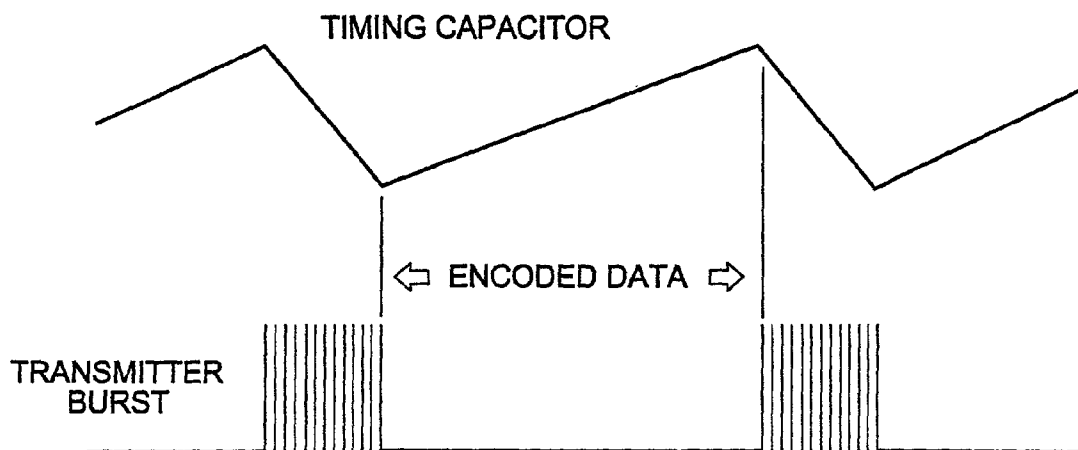 TIMING CAPACITOR
ENCODED DATA
TRANSMITTER
BURST